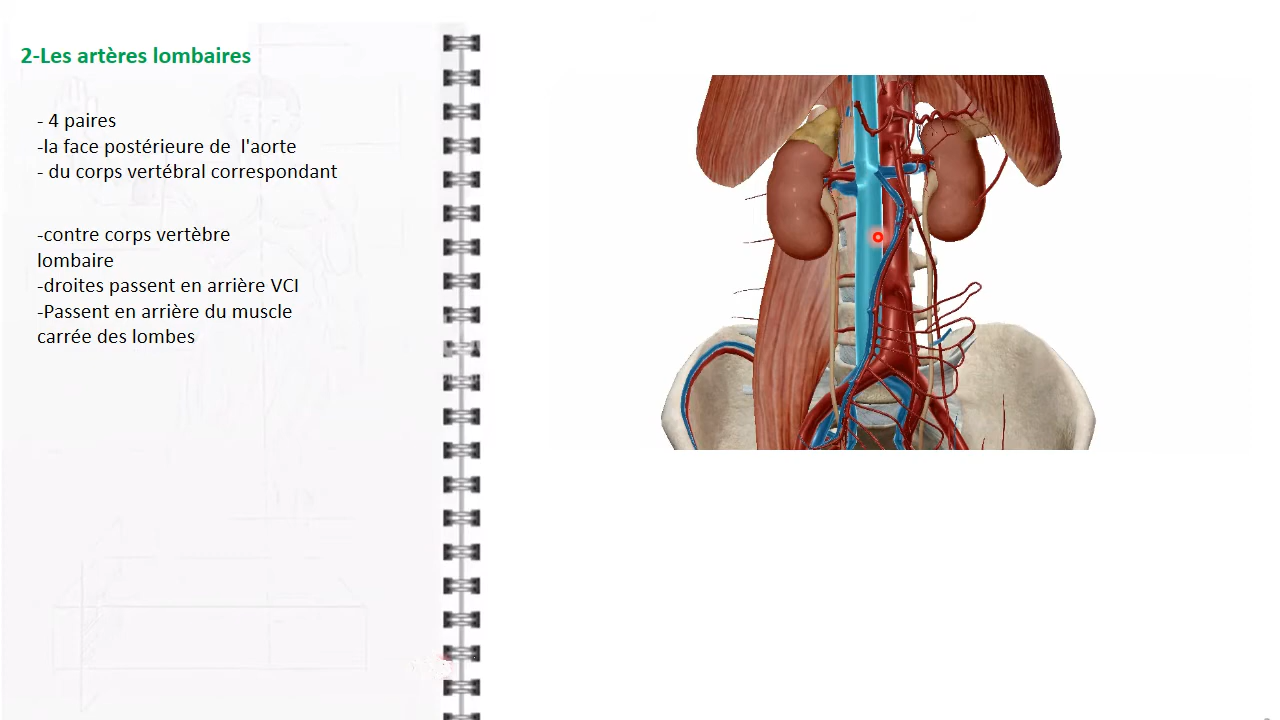 2-Les artères lombaires
- 4 paires
-la face postérieure de  l'aorte
- du corps vertébral correspondant
-contre corps vertèbre
lombaire
-droites passent en arrière VCI
-Passent en arrière du muscle
carrée des lombes